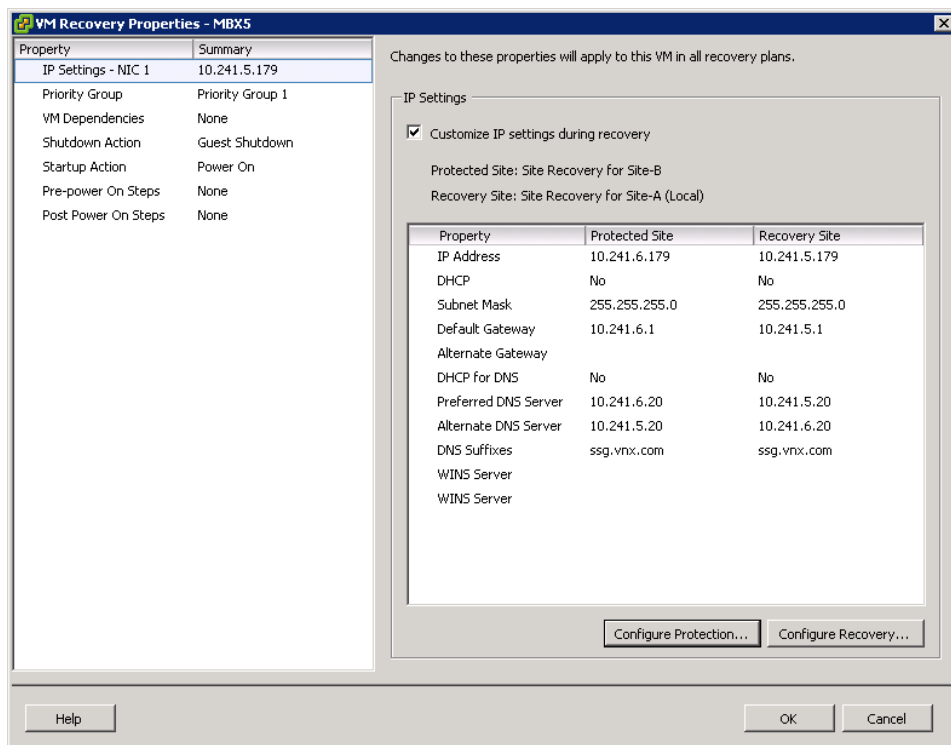 VM Recovery Properties - MBX5
Property Summary
IP Settings - NIC 1 10.241.5.179
Priority Group Priority Group 1
VM Dependencies None
Shutdown Action Guest Shutdown
Startup Action Power On
Pre-power On Steps None
Post Power On Steps None
Changes to these properties will apply to this VM in all recovery plans.
IP Settings
Customize IP settings during recovery
Protected Site: Site Recovery for Site-B
Recovery Site: Site Recovery for Site-A (Local)
Property Protected Site Recovery Site
IP Address 10.241.6.179 10.241.5.179
DHCP No No
Subnet Mask 255.255.255.0 255.255.255.0
Default Gateway 10.241.6.1 10.241.5.1
Alternate Gateway
DHCP for DNS No No
Preferred DNS Server 10.241.6.20 10.241.5.20
Alternate DNS Server 10.241.5.20 10.241.6.20
DNS Suffixes ssg.vnx.com ssg.vnx.com
WINS Server
WINS Server
Configure Protection... Configure Recovery...
Help OK Cancel